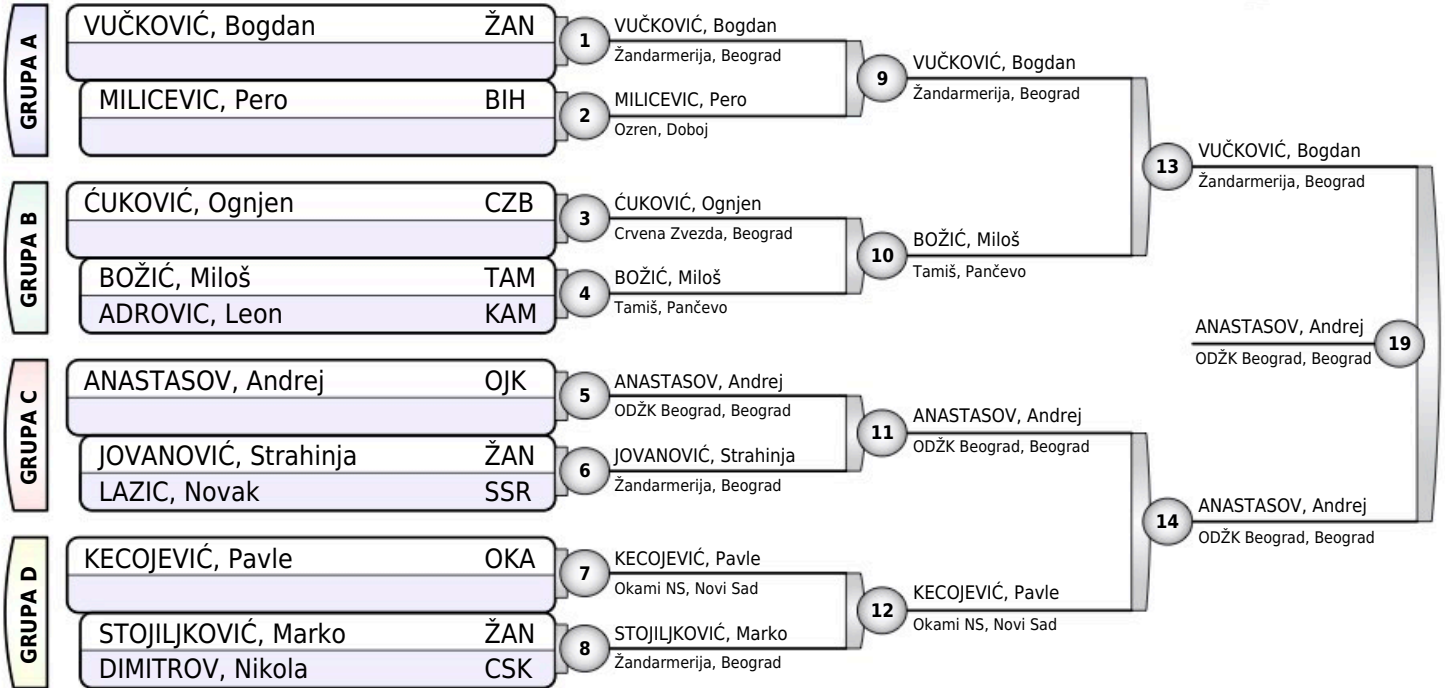 GRUPA A
VUČKOVIĆ, Bogdan ŽAN
MILICEVIC, Pero BIH
GRUPA B
ĆUKOVIĆ, Ognjen CZB
BOŽIĆ, Miloš TAM
ADROVIC, Leon KAM
GRUPA C
ANASTASOV, Andrej OJK
JOVANOVIĆ, Strahinja ŽAN
LAZIC, Novak SSR
GRUPA D
KECOJEVIĆ, Pavle OKA
STOJILJKOVIĆ, Marko ŽAN
DIMITROV, Nikola CSK
1
VUČKOVIĆ, Bogdan
Žandarmerija, Beograd
2
MILICEVIC, Pero
Ozren, Doboj
3
ĆUKOVIĆ, Ognjen
Crvena Zvezda, Beograd
4
BOŽIĆ, Miloš
Tamiš, Pančevo
5
ANASTASOV, Andrej
ODŽK Beograd, Beograd
6
JOVANOVIĆ, Strahinja
Žandarmerija, Beograd
7
KECOJEVIĆ, Pavle
Okami NS, Novi Sad
8
STOJILJKOVIĆ, Marko
Žandarmerija, Beograd
9
VUČKOVIĆ, Bogdan
Žandarmerija, Beograd
10
BOŽIĆ, Miloš
Tamiš, Pančevo
11
ANASTASOV, Andrej
ODŽK Beograd, Beograd
12
KECOJEVIĆ, Pavle
Okami NS, Novi Sad
13
VUČKOVIĆ, Bogdan
Žandarmerija, Beograd
14
ANASTASOV, Andrej
ODŽK Beograd, Beograd
ANASTASOV, Andrej
ODŽK Beograd, Beograd
19